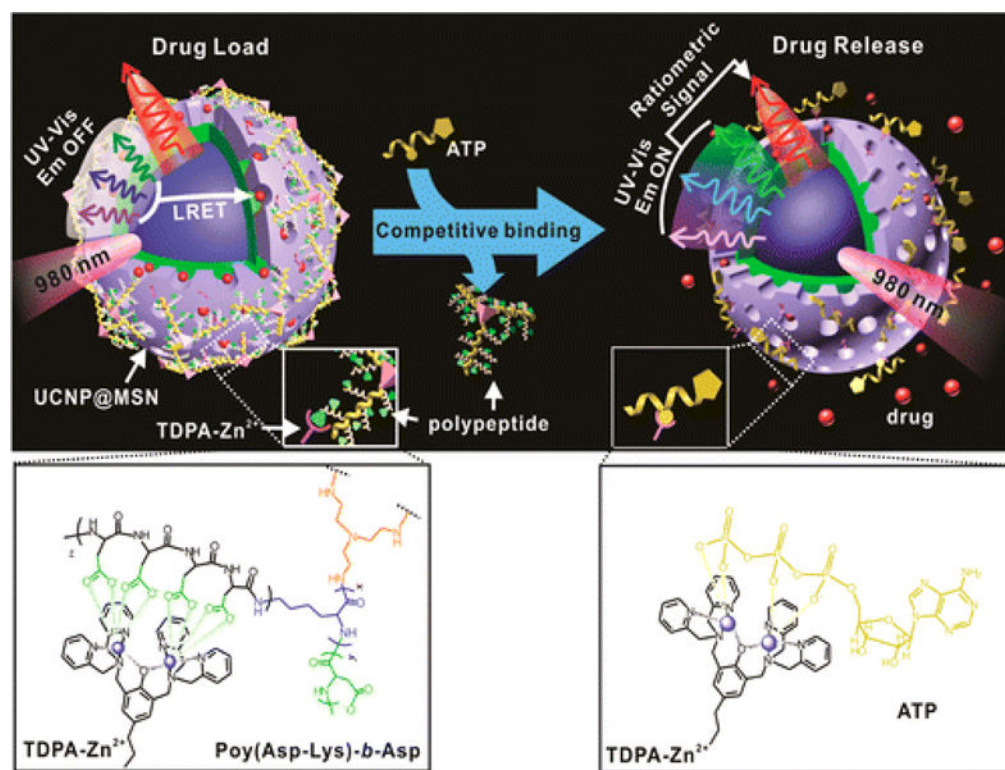 Drug Load
Drug Release
UV-Vis
Em OFF
LRET
980 nm
UCNP@MSN
TDPA-Zn²⁺
ATP
Competitive binding
polypeptide
Ratiometric
Signal
UV-Vis
Em ON
980 nm
drug
TDPA-Zn²⁺
Poy(Asp-Lys)-b-Asp
TDPA-Zn²⁺
ATP